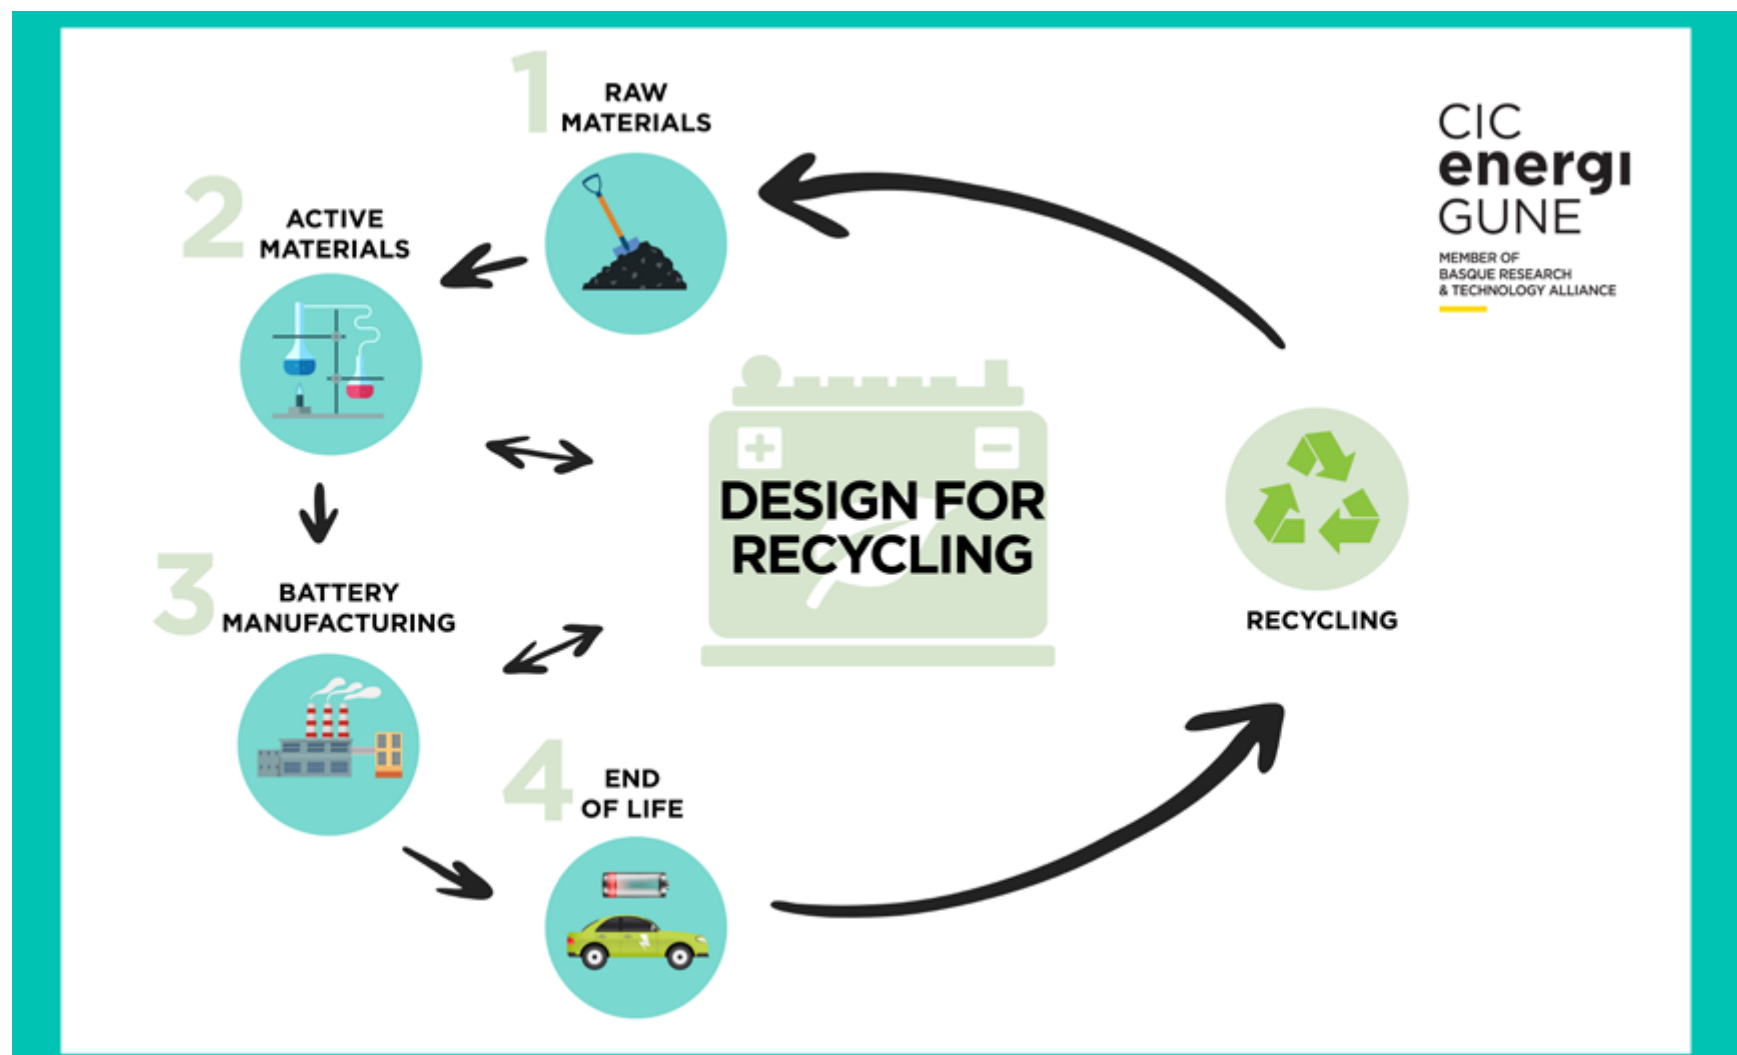 1
RAW
MATERIALS
2
ACTIVE
MATERIALS
3
BATTERY
MANUFACTURING
4
END
OF LIFE
DESIGN FOR
RECYCLING
RECYCLING
CIC
energi
GUNE
MEMBER OF
BASQUE RESEARCH
& TECHNOLOGY ALLIANCE